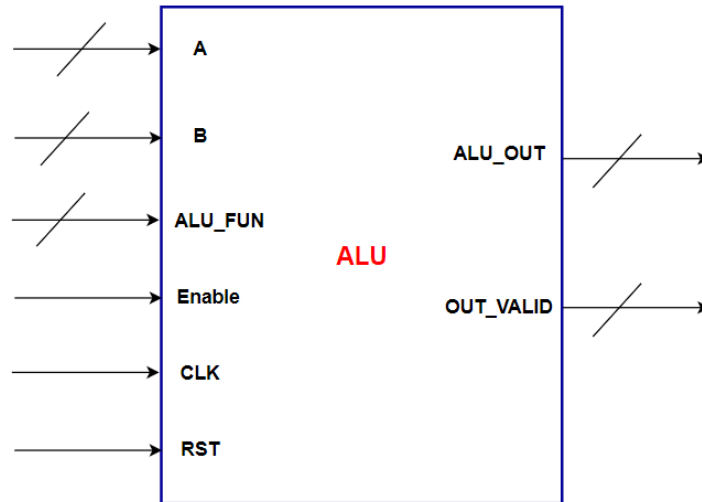 A
B
ALU_OUT
ALU_FUN
ALU
Enable
OUT_VALID
CLK
RST